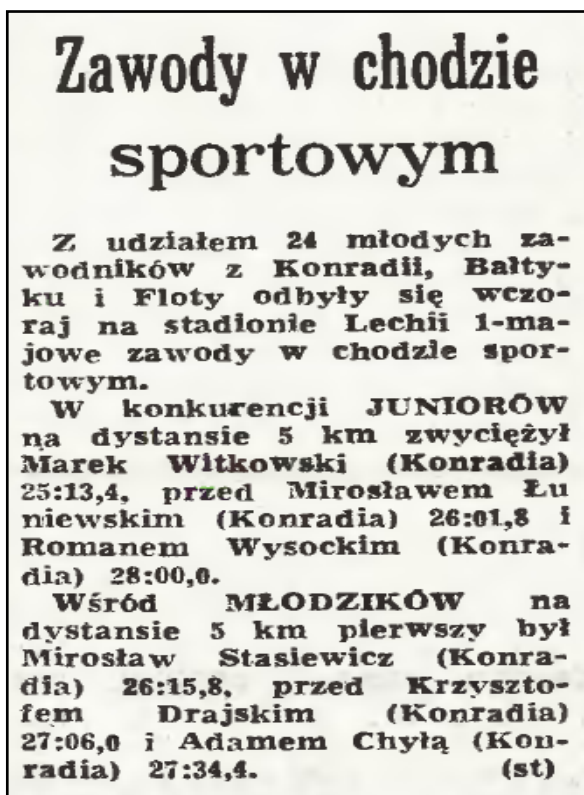 Zawody w chodzie
sportowym
Z udziałem 24 młodych za-
wodników z Konradii, Bałty-
ku i Floty odbyły się wczo-
raj na stadionie Lechii 1-ma-
jowe zawody w chodzie spor-
towym.
W konkurencji JUNIORÓW
na dystansie 5 km zwyciężył
Marek Witkowski (Konradia)
25:13,4, przed Mirosławem Łu
niewskim (Konradia) 26:01,8 i
Romanem Wysockim (Konra-
dia) 28:00,0.
Wśród MŁODZIKÓW na
dystansie 5 km pierwszy był
Mirosław Stasiewicz (Konra-
dia) 26:15,8, przed Krzyszto-
fem Drajskim (Konradia)
27:06,0 i Adamem Chyłą (Kon-
radia) 27:34,4. (st)